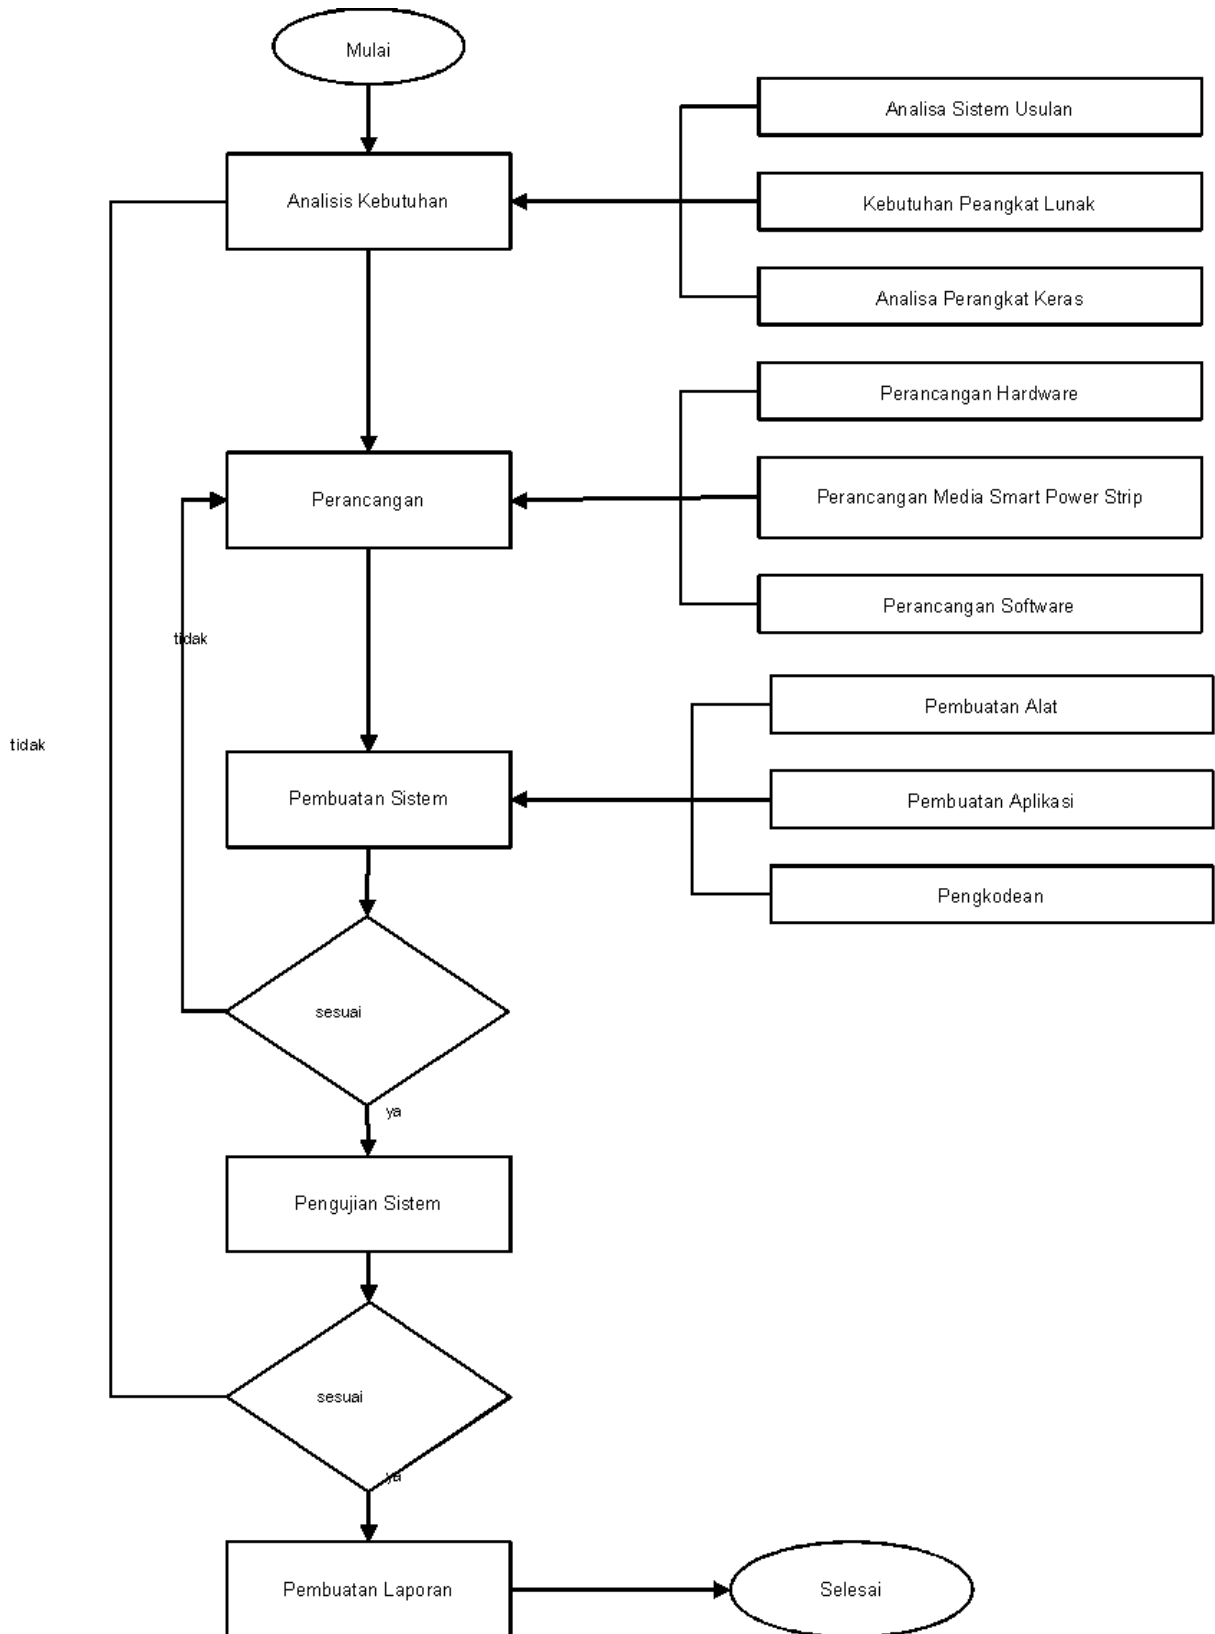 Mulai
Analisa Sistem Usulan
Analisis Kebutuhan
Kebutuhan Peangkat Lunak
Analisa Perangkat Keras
Perancangan Hardware
Perancangan
Perancangan Media Smart Power Strip
Perancangan Software
tidak
Pembuatan Alat
tidak
Pembuatan Sistem
Pembuatan Aplikasi
Pengkodean
sesuai
ya
Pengujian Sistem
sesuai
ya
Pembuatan Laporan
Selesai